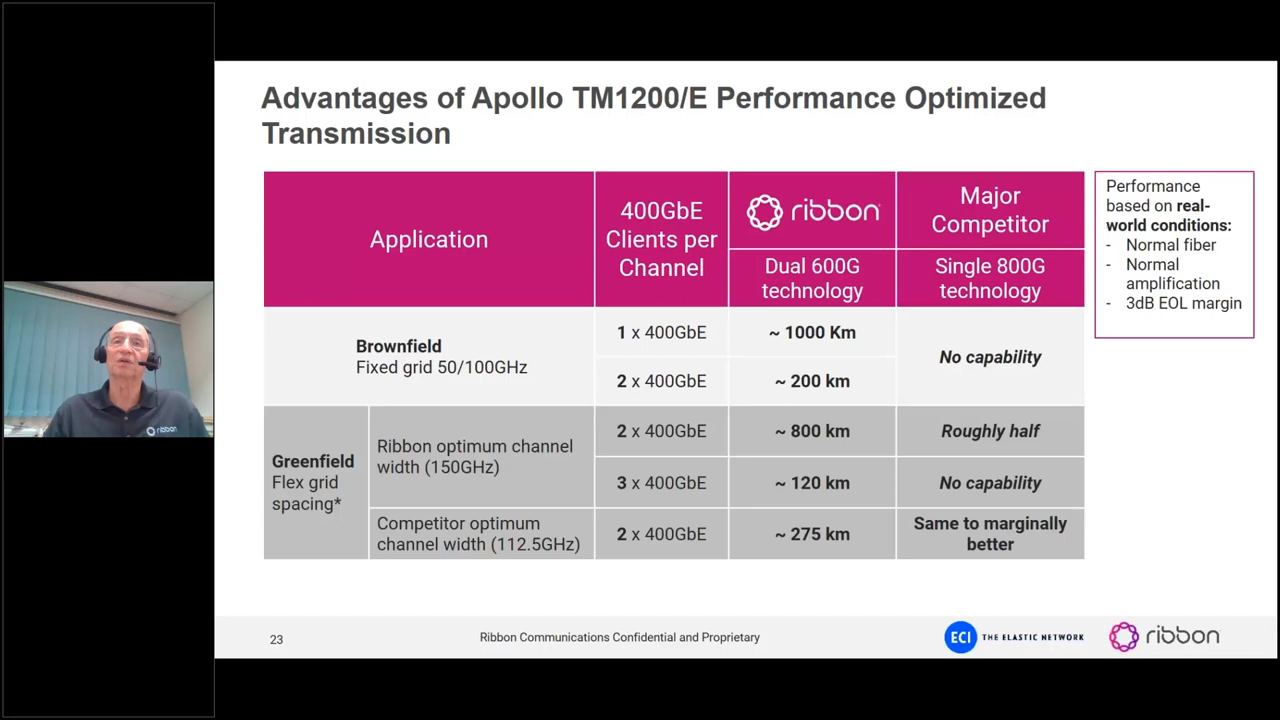 Advantages of Apollo TM1200/E Performance Optimized
Transmission
Application
400GbE
Clients per
Channel
ribbon
Major
Competitor
Dual 600G
technology
Single 800G
technology
Brownfield
Fixed grid 50/100GHz
1 x 400GbE
~ 1000 Km
No capability
2 x 400GbE
~ 200 km
Greenfield
Flex grid
spacing*
Ribbon optimum channel
width (150GHz)
2 x 400GbE
~ 800 km
Roughly half
3 x 400GbE
~ 120 km
No capability
Competitor optimum
channel width (112.5GHz)
2 x 400GbE
~ 275 km
Same to marginally
better
Performance
based on real-
world conditions:
- Normal fiber
- Normal
amplification
- 3dB EOL margin
ribbon
23
Ribbon Communications Confidential and Proprietary
ECI THE ELASTIC NETWORK
ribbon